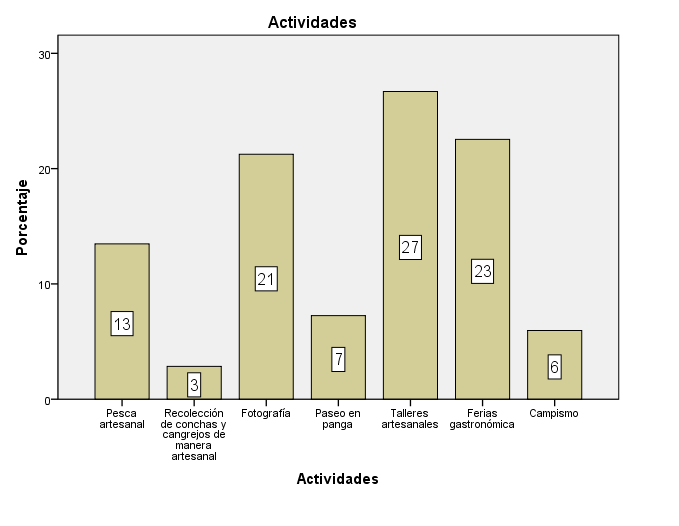 Actividades
Porcentaje
30
20
10
0
13
3
21
7
27
23
6
Pesca
artesanal
Recolección
de conchas y
cangrejos de
manera
artesanal
Fotografía
Paseo en
panga
Talleres
artesanales
Ferias
gastronómica
Campismo
Actividades